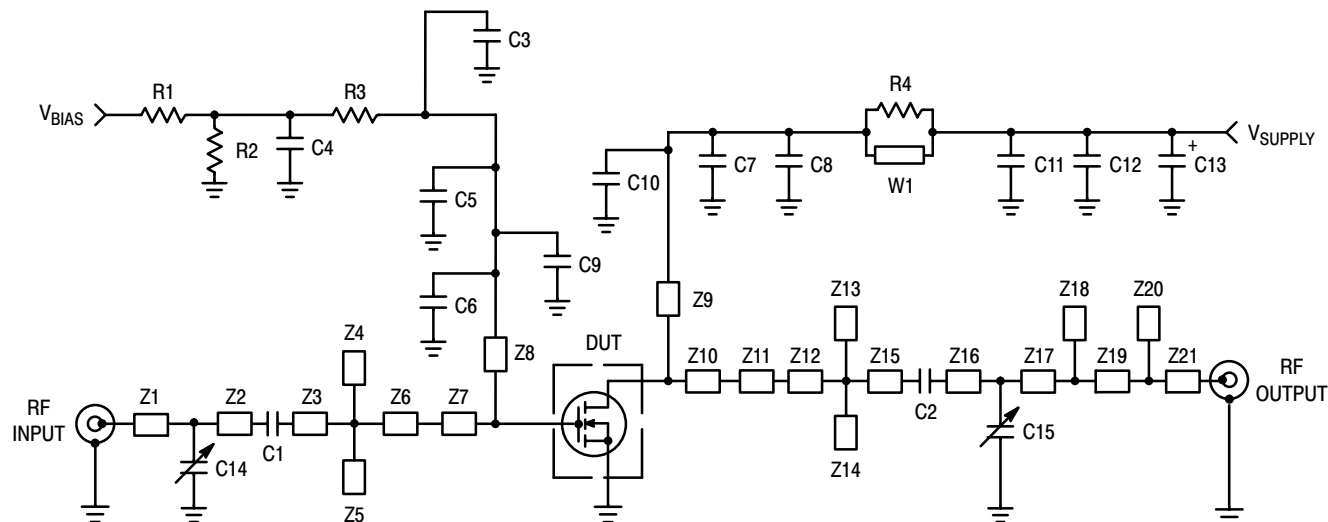 C3
R1
R3
R4
V_BIAS
V_SUPPLY
R2
C4
C7
C8
W1
C11
C12
+
C13
C10
C5
C9
C6
Z9
Z13
Z18
Z20
Z4
Z8
DUT
Z10
Z11
Z12
Z15
Z16
Z17
Z19
Z21
RF
OUTPUT
C2
RF
INPUT
Z1
Z2
Z3
Z6
Z7
C1
C14
Z5
Z14
C15